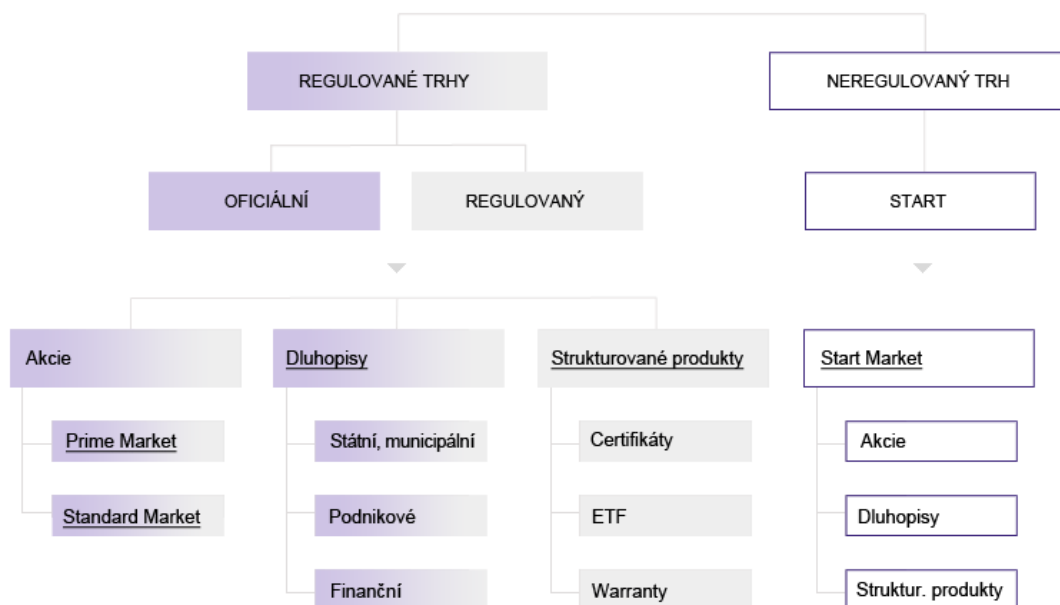 REGULOVANÉ TRHY
NEREGULOVANÝ TRH
OFICIÁLNÍ
REGULOVANÝ
START
Akcie
Dluhopisy
Strukturované produkty
Start Market
Prime Market
Státní, municipální
Certifikáty
Akcie
Standard Market
Podnikové
ETF
Dluhopisy
Finanční
Warranty
Struktur. produkty